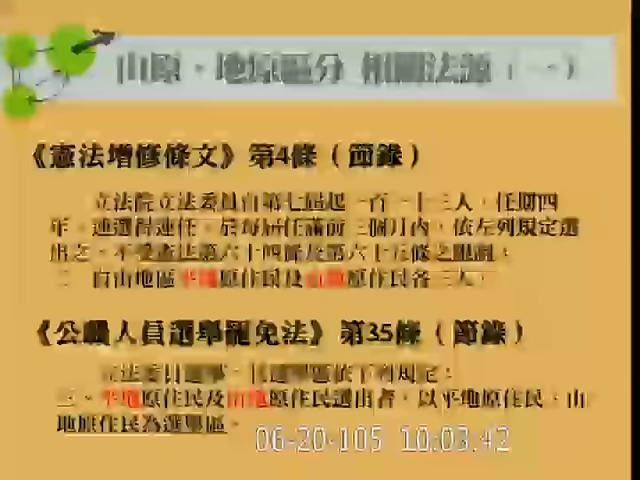 山原、地原區分 相關法源（一）
《憲法增修條文》第4條（節錄）
立法院立法委員自第七屆起一百一十三人，任期四
年，連選得連任，於每屆任滿前三個月內，依左列規定選
出之，不受憲法第六十四條及第六十五條之限制：
二、自由地區平地原住民及山地原住民各三人。
《公職人員選舉罷免法》第35條（節錄）
立法委員選舉，其選舉區依下列規定：
三、平地原住民及山地原住民選出者，以平地原住民、山
地原住民為選舉區。
06-20-105 10:03:42